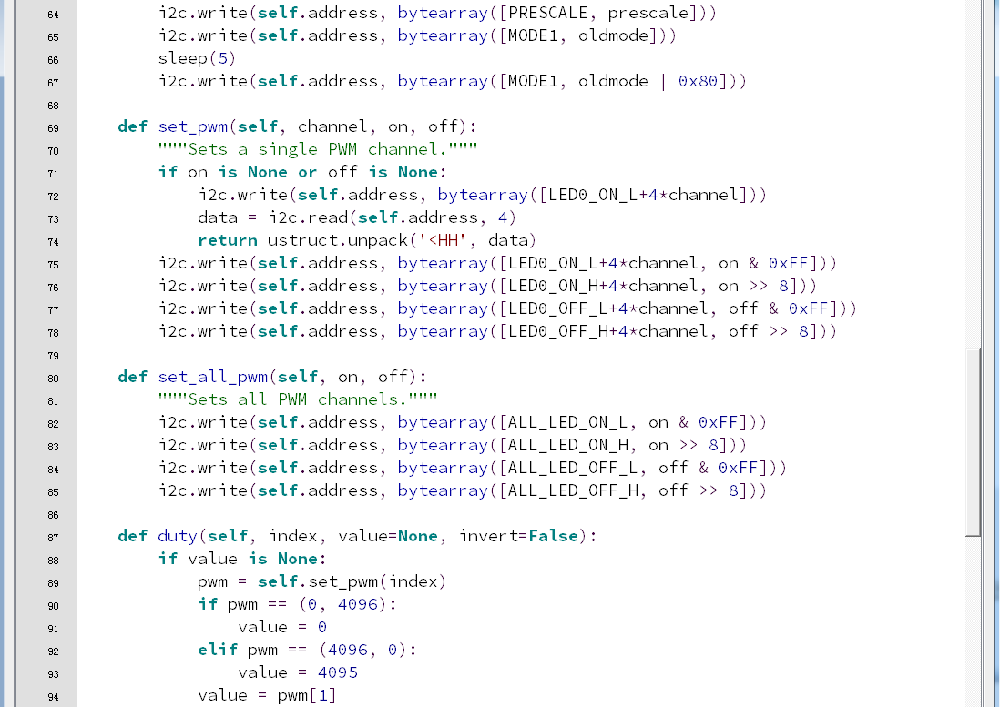 64 i2c.write(self.address, bytearray([PRESCALE, prescale]))
65 i2c.write(self.address, bytearray([MODE1, oldmode]))
66 sleep(5)
67 i2c.write(self.address, bytearray([MODE1, oldmode | 0x80]))
68
69 def set_pwm(self, channel, on, off):
70 """Sets a single PWM channel."""
71 if on is None or off is None:
72 i2c.write(self.address, bytearray([LED0_ON_L+4*channel]))
73 data = i2c.read(self.address, 4)
74 return ustruct.unpack('<HH', data)
75 i2c.write(self.address, bytearray([LED0_ON_L+4*channel, on & 0xFF]))
76 i2c.write(self.address, bytearray([LED0_ON_H+4*channel, on >> 8]))
77 i2c.write(self.address, bytearray([LED0_OFF_L+4*channel, off & 0xFF]))
78 i2c.write(self.address, bytearray([LED0_OFF_H+4*channel, off >> 8]))
79
80 def set_all_pwm(self, on, off):
81 """Sets all PWM channels."""
82 i2c.write(self.address, bytearray([ALL_LED_ON_L, on & 0xFF]))
83 i2c.write(self.address, bytearray([ALL_LED_ON_H, on >> 8]))
84 i2c.write(self.address, bytearray([ALL_LED_OFF_L, off & 0xFF]))
85 i2c.write(self.address, bytearray([ALL_LED_OFF_H, off >> 8]))
86
87 def duty(self, index, value=None, invert=False):
88 if value is None:
89 pwm = self.set_pwm(index)
90 if pwm == (0, 4096):
91 value = 0
92 elif pwm == (4096, 0):
93 value = 4095
94 value = pwm[1]